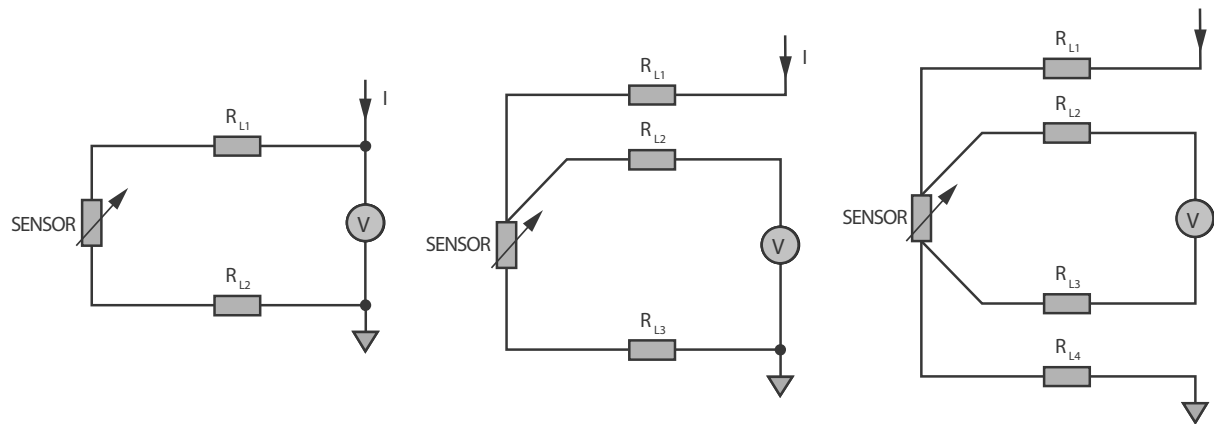 I
R L1
V
SENSOR
R L2
I
R L1
R L2
SENSOR
V
R L3
R L1
R L2
SENSOR
V
R L3
R L4